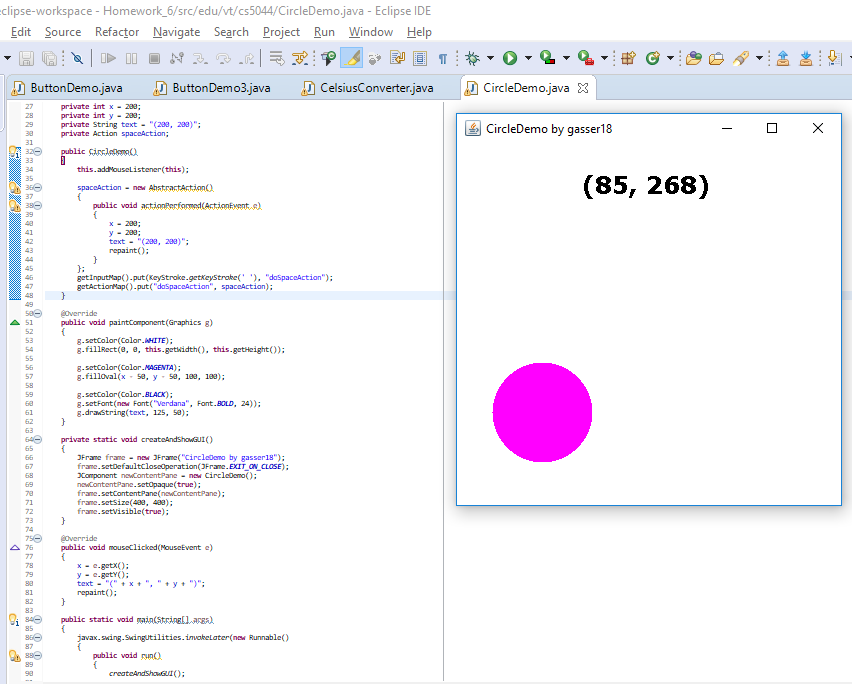 eclipse-workspace - Homework_6/src/edu/vt/cs5044/CircleDemo.java - Eclipse IDE
Edit Source Refactor Navigate Search Project Run Window Help
ButtonDemo.java ButtonDemo3.java CelsiusConverter.java CircleDemo.java
27 private int x = 200;
28 private int y = 200;
29 private String text = "(200, 200)";
30 private Action spaceAction;
31
32 public CircleDemo()
33 {
34 this.addMouseListener(this);
35
36 spaceAction = new AbstractAction()
37 {
38 public void actionPerformed(ActionEvent e)
39 {
40 x = 200;
41 y = 200;
42 text = "(200, 200)";
43 repaint();
44 }
45 };
46 getInputMap().put(KeyStroke.getKeyStroke(' '), "doSpaceAction");
47 getActionMap().put("doSpaceAction", spaceAction);
48 }
49
50 @Override
51 public void paintComponent(Graphics g)
52 {
53 g.setColor(Color.WHITE);
54 g.fillRect(0, 0, this.getWidth(), this.getHeight());
55
56 g.setColor(Color.MAGENTA);
57 g.fillOval(x - 50, y - 50, 100, 100);
58
59 g.setColor(Color.BLACK);
60 g.setFont(new Font("Verdana", Font.BOLD, 24));
61 g.drawString(text, 125, 50);
62 }
63
64 private static void createAndShowGUI()
65 {
66 JFrame frame = new JFrame("CircleDemo by gasser18");
67 frame.setDefaultCloseOperation(JFrame.EXIT_ON_CLOSE);
68 JComponent newContentPane = new CircleDemo();
69 newContentPane.setOpaque(true);
70 frame.setContentPane(newContentPane);
71 frame.setSize(400, 400);
72 frame.setVisible(true);
73 }
74
75 @Override
76 public void mouseClicked(MouseEvent e)
77 {
78 x = e.getX();
79 y = e.getY();
80 text = "(" + x + ", " + y + ")";
81 repaint();
82 }
83
84 public static void main(String[] args)
85 {
86 javax.swing.SwingUtilities.invokeLater(new Runnable()
87 {
88 public void run()
89 {
90 createAndShowGUI();
CircleDemo by gasser18
(85, 268)